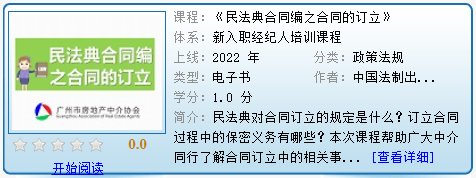 民法典合同编
之合同的订立
广州市房地产中介协会
Guangzhou Association of Real Estate Agents
0.0
开始阅读
课程：《民法典合同编之合同的订立》
体系：新入职经纪人培训课程
上线：2022 年 分类：政策法规
类型：电子书 作者：中国法制出...
学分：1.0 分
简介：民法典对合同订立的规定是什么？订立合同
过程中的保密义务有哪些？本次课程帮助广大中介
同行了解合同订立中的相关事... [查看详细]